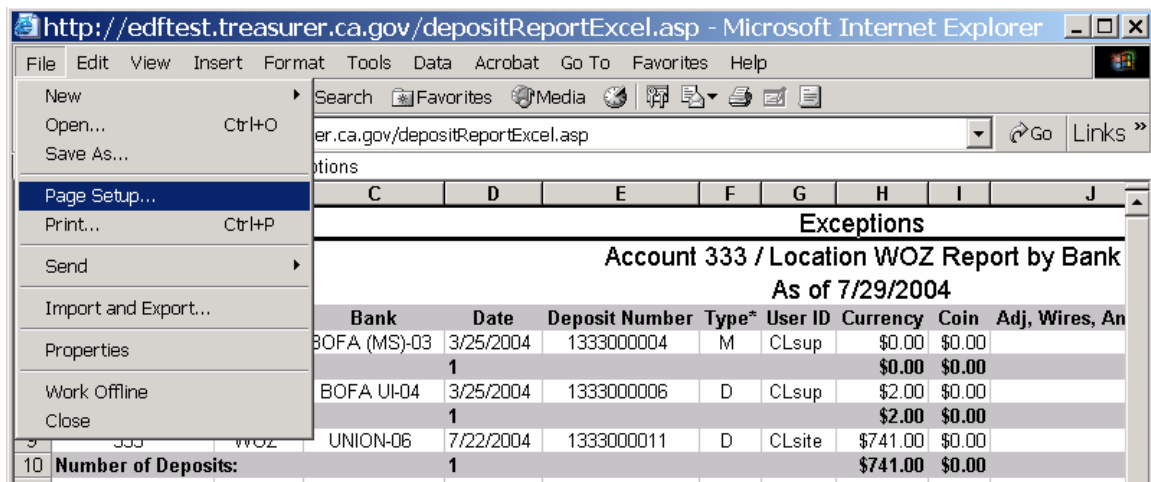 http://edftest.treasurer.ca.gov/depositReportExcel.asp - Microsoft Internet Explorer
File Edit View Insert Format Tools Data Acrobat Go To Favorites Help
New
Open... Ctrl+O
Save As...
Page Setup...
Print... Ctrl+P
Send
Import and Export...
Properties
Work Offline
Close
Search Favorites Media
er.ca.gov/depositReportExcel.asp Go Links »
ptions
C D E F G H I J
Exceptions
Account 333 / Location WOZ Report by Bank
As of 7/29/2004
Bank Date Deposit Number Type* User ID Currency Coin Adj, Wires, An
BOFA (MS)-03 3/25/2004 1333000004 M CLsup $0.00 $0.00
1 $0.00 $0.00
BOFA UI-04 3/25/2004 1333000006 D CLsup $2.00 $0.00
1 $2.00 $0.00
9 333 WOZ UNION-06 7/22/2004 1333000011 D CLsite $741.00 $0.00
10 Number of Deposits: 1 $741.00 $0.00